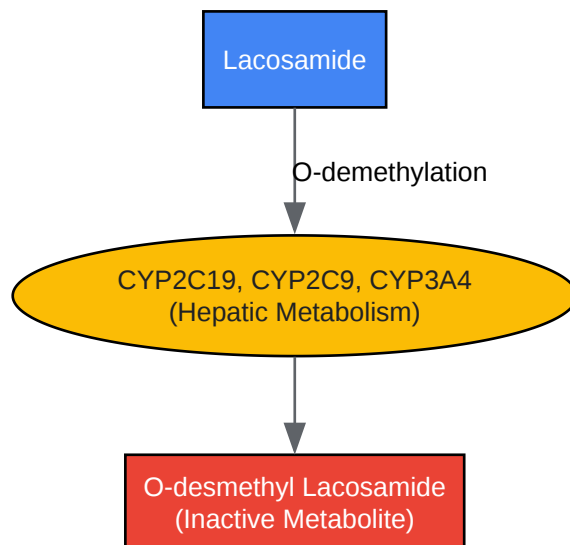 Lacosamide
O-demethylation
CYP2C19, CYP2C9, CYP3A4
(Hepatic Metabolism)
O-desmethyl Lacosamide
(Inactive Metabolite)